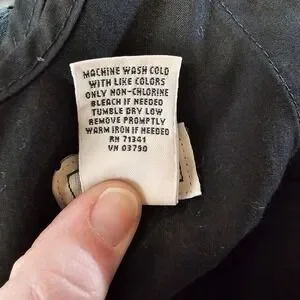 MACHINE WASH COLD
WITH LIKE COLORS
ONLY NON-CHLORINE
BLEACH IF NEEDED
TUMBLE DRY LOW
REMOVE PROMPTLY
WARM IRON IF NEEDED
RN 71341
VN 03790